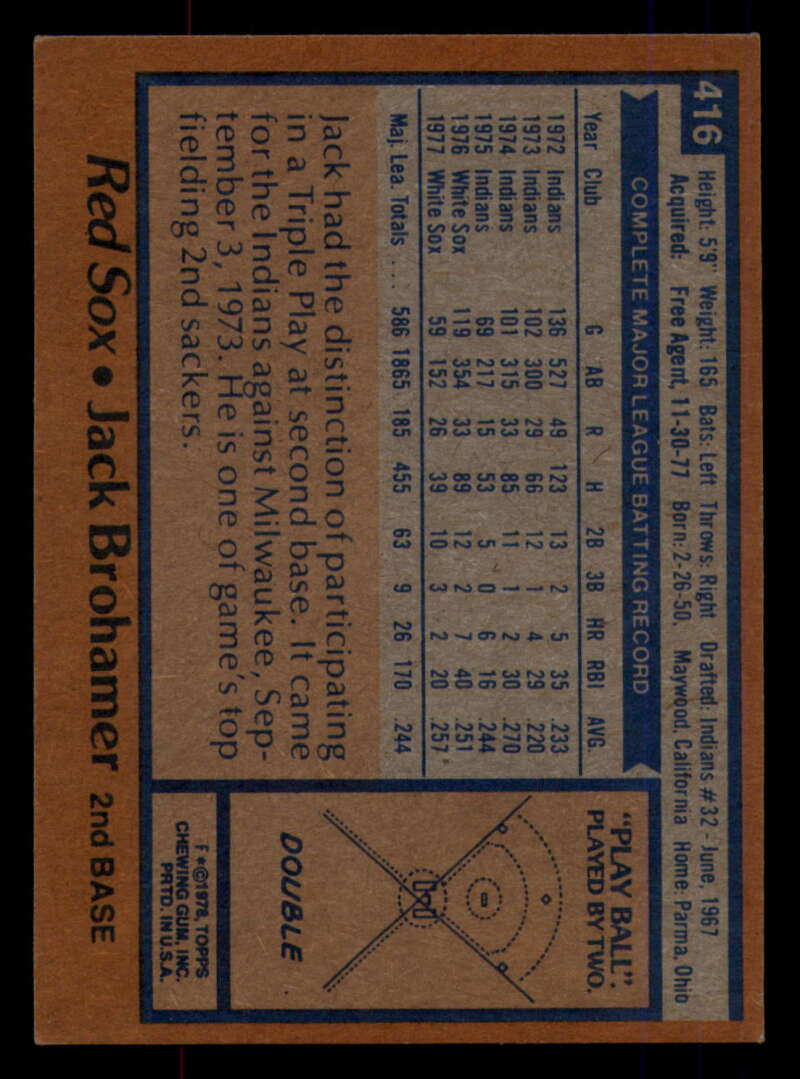 416
Height: 5'9" Weight: 165 Bats: Left Throws: Right Drafted: Indians #32 - June, 1967
Acquired: Free Agent, 11-30-77 Born: 2-26-50, Maywood, California Home: Parma, Ohio
COMPLETE MAJOR LEAGUE BATTING RECORD
Year Club G AB R H 2B 3B HR RBI AVG.
1972 Indians 136 527 49 123 13 2 5 35 .233
1973 Indians 102 300 29 66 12 1 4 29 .220
1974 Indians 101 315 33 85 11 1 2 30 .270
1975 Indians 69 217 15 53 5 0 6 16 .244
1976 White Sox 119 354 33 89 12 2 7 40 .251
1977 White Sox 59 152 26 39 10 3 2 20 .257
Maj. Lea. Totals .... 586 1865 185 455 63 9 26 170 .244
Jack had the distinction of participating
in a Triple Play at second base. It came
for the Indians against Milwaukee, Sep-
tember 3, 1973. He is one of game's top
fielding 2nd sackers.
"PLAY BALL".
PLAYED BY TWO.
DOUBLE
F *©1978, TOPPS
CHEWING GUM, INC.
PRTD. IN U.S.A.
Red Sox • Jack Brohamer 2nd BASE